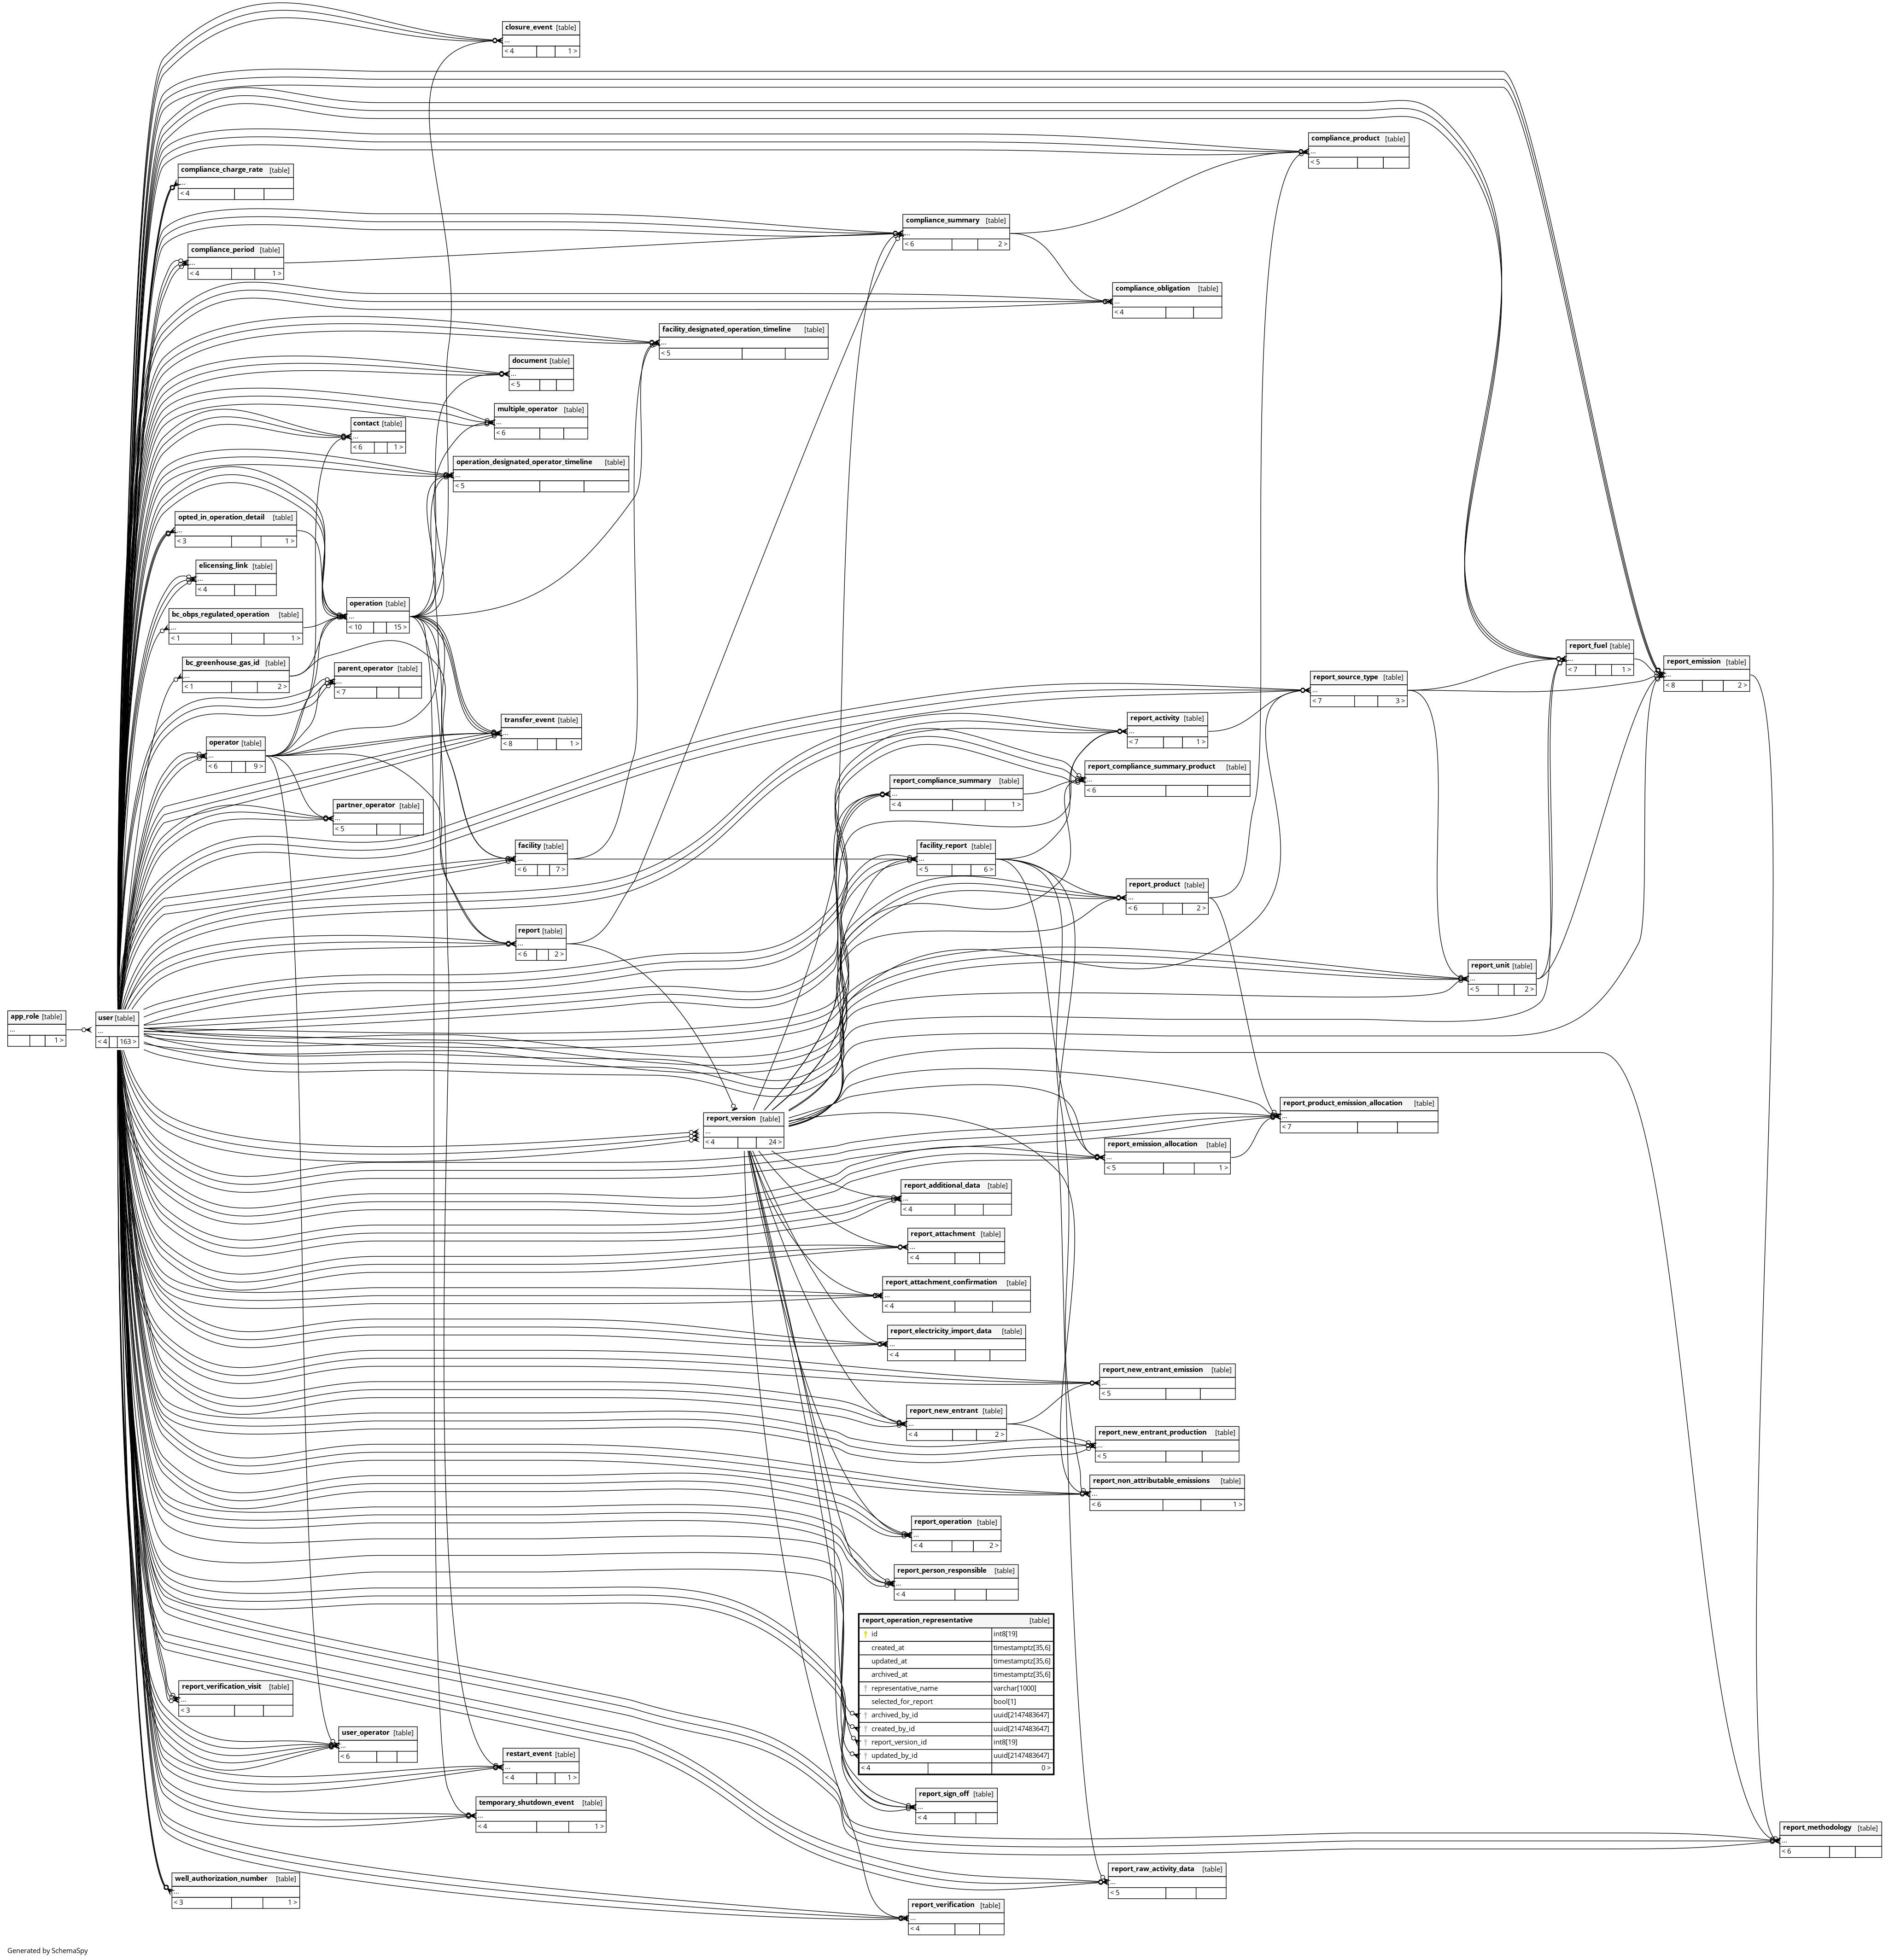 closure_event [table]
...
< 4 1 >
compliance_product [table]
...
< 5
compliance_charge_rate [table]
...
< 4
compliance_summary [table]
...
< 6 2 >
compliance_period [table]
...
< 4 1 >
compliance_obligation [table]
...
< 4
facility_designated_operation_timeline [table]
...
< 5
document [table]
...
< 5
multiple_operator [table]
...
< 6
contact [table]
...
< 6 1 >
operation_designated_operator_timeline [table]
...
< 5
opted_in_operation_detail [table]
...
< 3 1 >
elicensing_link [table]
...
< 4
operation [table]
...
< 10 15 >
bc_obps_regulated_operation [table]
...
< 1 1 >
bc_greenhouse_gas_id [table]
...
< 1 2 >
parent_operator [table]
...
< 7
report_fuel [table]
...
< 7 1 >
report_emission [table]
...
< 8 2 >
report_source_type [table]
...
< 7 3 >
transfer_event [table]
...
< 8 1 >
report_activity [table]
...
< 7 1 >
operator [table]
...
< 6 9 >
report_compliance_summary_product [table]
...
< 6
report_compliance_summary [table]
...
< 4 1 >
partner_operator [table]
...
< 5
facility [table]
...
< 6 7 >
facility_report [table]
...
< 5 6 >
report_product [table]
...
< 6 2 >
report [table]
...
< 6 2 >
report_unit [table]
...
< 5 2 >
app_role [table]
...
1 >
user [table]
...
< 4 163 >
report_version [table]
...
< 4 24 >
report_product_emission_allocation [table]
...
< 7
report_emission_allocation [table]
...
< 5 1 >
report_additional_data [table]
...
< 4
report_attachment [table]
...
< 4
report_attachment_confirmation [table]
...
< 4
report_electricity_import_data [table]
...
< 4
report_new_entrant_emission [table]
...
< 5
report_new_entrant [table]
...
< 4 2 >
report_new_entrant_production [table]
...
< 5
report_non_attributable_emissions [table]
...
< 6 1 >
report_operation [table]
...
< 4 2 >
report_person_responsible [table]
...
< 4
report_operation_representative [table]
id int8[19]
created_at timestamptz[35,6]
updated_at timestamptz[35,6]
archived_at timestamptz[35,6]
representative_name varchar[1000]
selected_for_report bool[1]
archived_by_id uuid[2147483647]
created_by_id uuid[2147483647]
report_version_id int8[19]
updated_by_id uuid[2147483647]
< 4 0 >
report_verification_visit [table]
...
< 3
user_operator [table]
...
< 6
restart_event [table]
...
< 4 1 >
report_sign_off [table]
...
< 4
temporary_shutdown_event [table]
...
< 4 1 >
report_methodology [table]
...
< 6
report_raw_activity_data [table]
...
< 5
well_authorization_number [table]
...
< 3 1 >
report_verification [table]
...
< 4
Generated by SchemaSpy